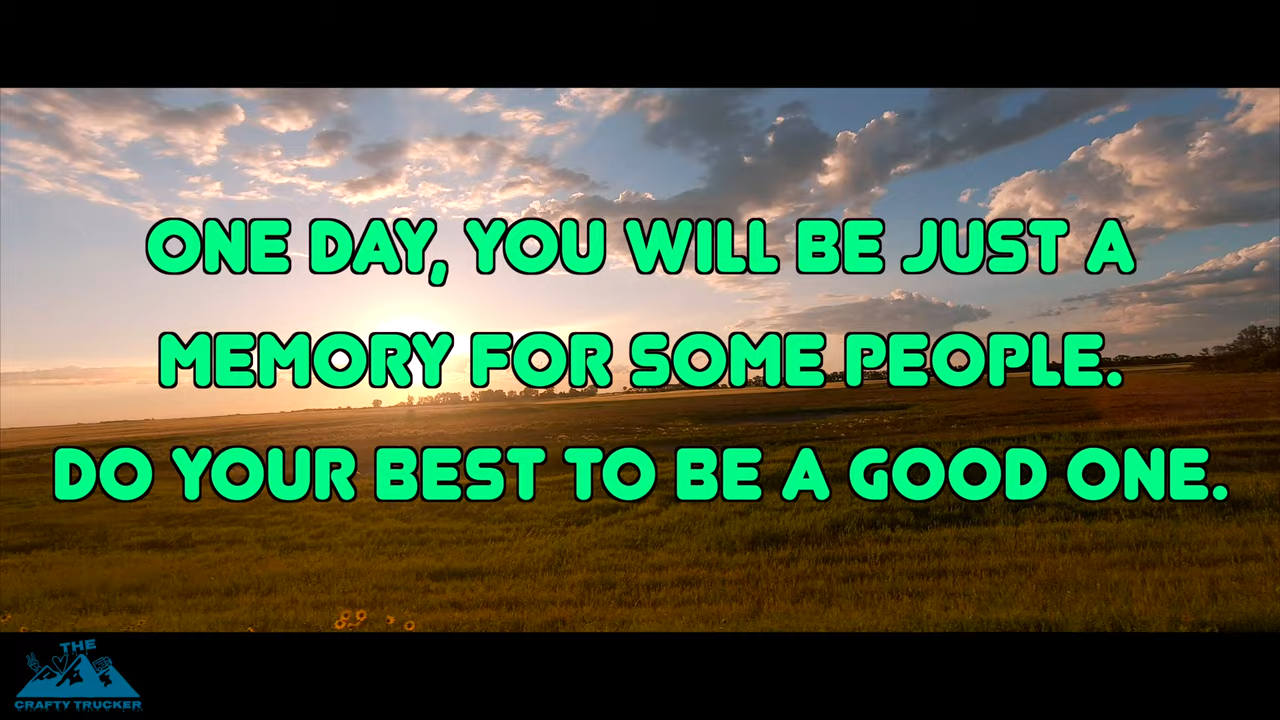 ONE DAY, YOU WILL BE JUST A
MEMORY FOR SOME PEOPLE.
DO YOUR BEST TO BE A GOOD ONE.
THE
CRAFTY TRUCKER